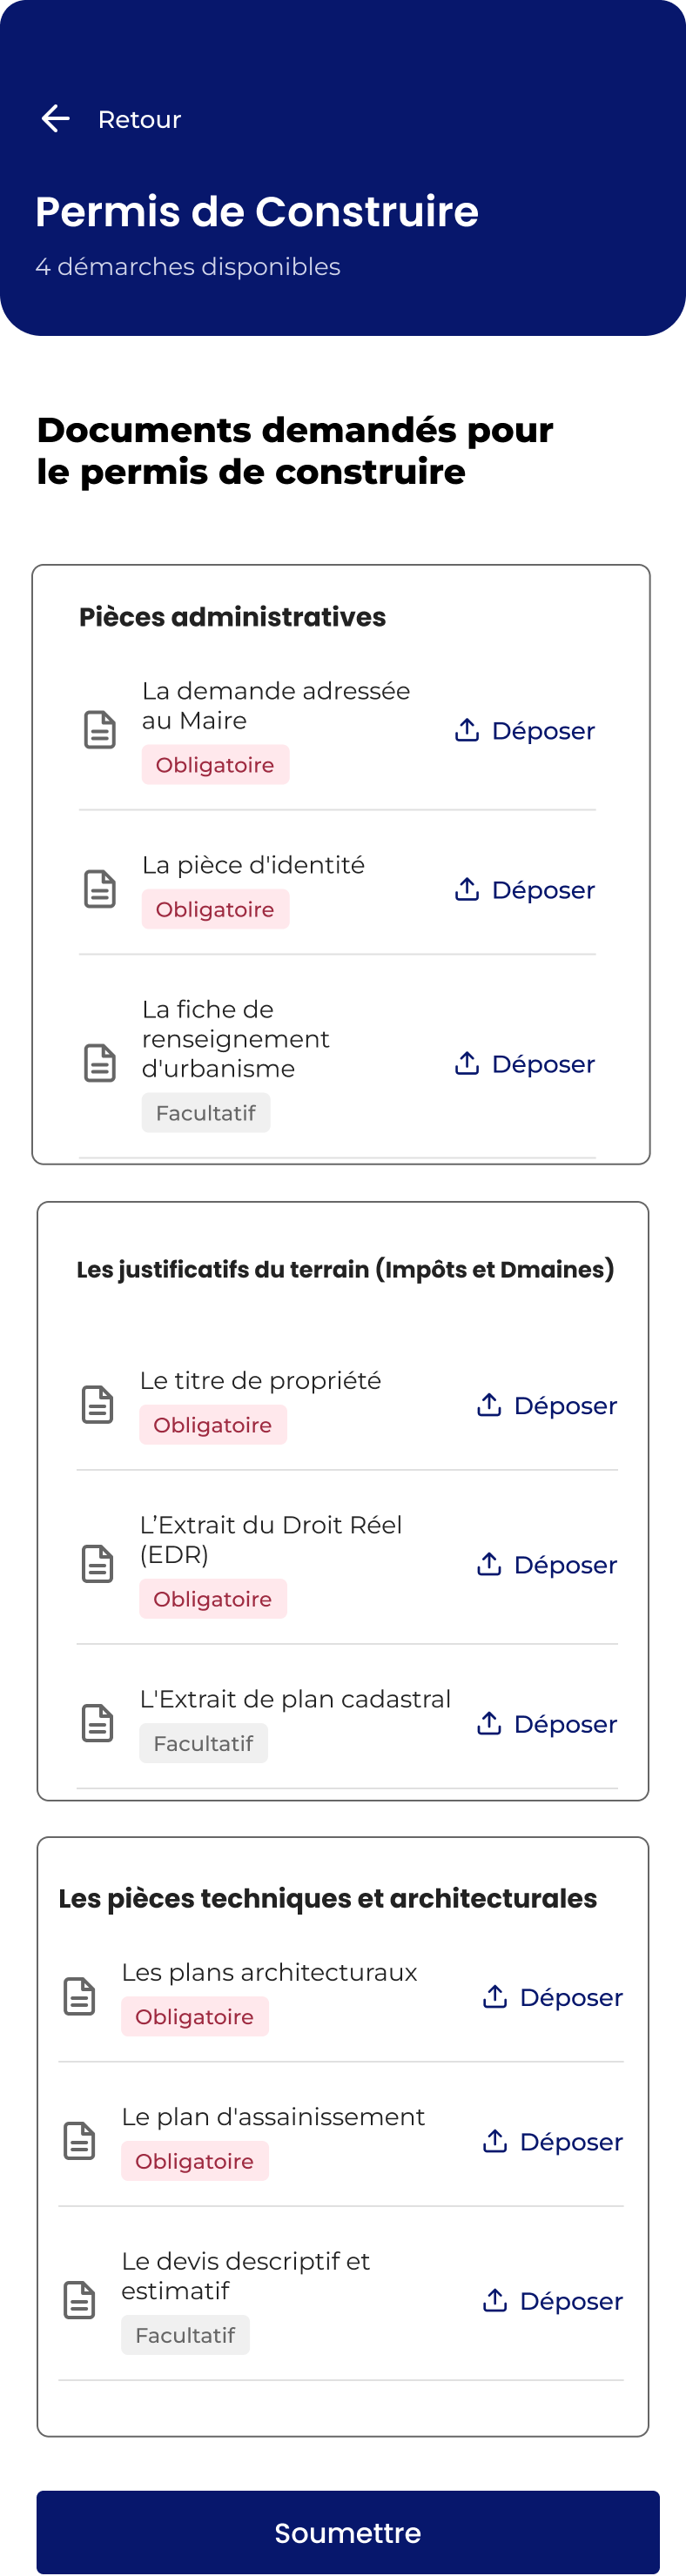 Retour
Permis de Construire
4 démarches disponibles
Documents demandés pour
le permis de construire
Pièces administratives
La demande adressée
au Maire
Obligatoire
Déposer
La pièce d'identité
Obligatoire
Déposer
La fiche de
renseignement
d'urbanisme
Facultatif
Déposer
Les justificatifs du terrain (Impôts et Dmaines)
Le titre de propriété
Obligatoire
Déposer
L’Extrait du Droit Réel
(EDR)
Obligatoire
Déposer
L'Extrait de plan cadastral
Facultatif
Déposer
Les pièces techniques et architecturales
Les plans architecturaux
Obligatoire
Déposer
Le plan d'assainissement
Obligatoire
Déposer
Le devis descriptif et
estimatif
Facultatif
Déposer
Soumettre